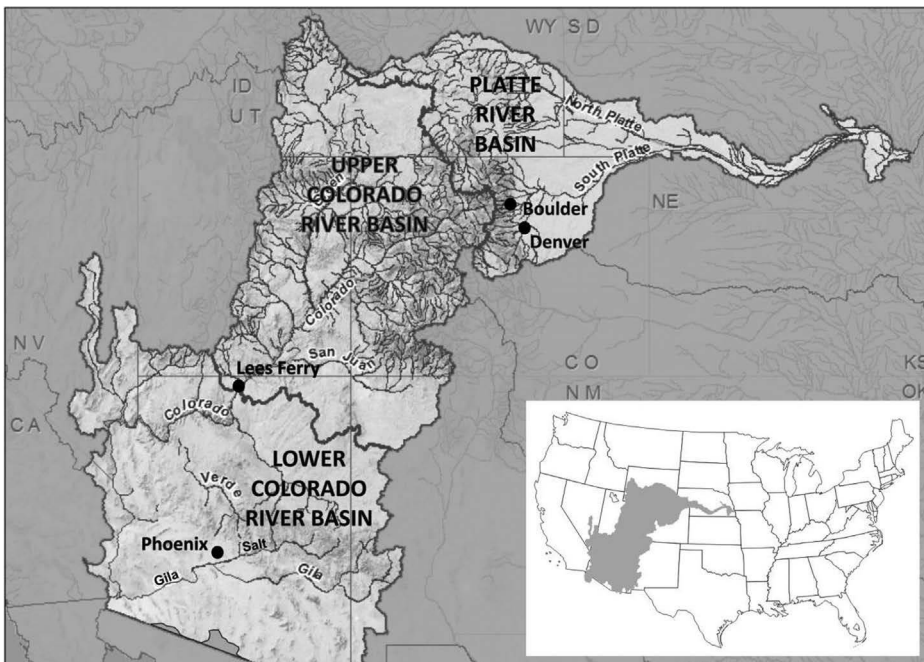 WY
SD
ID
UT
PLATTE
RIVER
BASIN
North Platte
South Platte
UPPER
COLORADO
RIVER BASIN
Green
Boulder
Denver
NE
Colorado
San Juan
NV
CO
KS
Lees Ferry
NM
OK
CA
Colorado
LOWER
COLORADO
RIVER BASIN
Verde
Phoenix
Salt
Gila
Gila